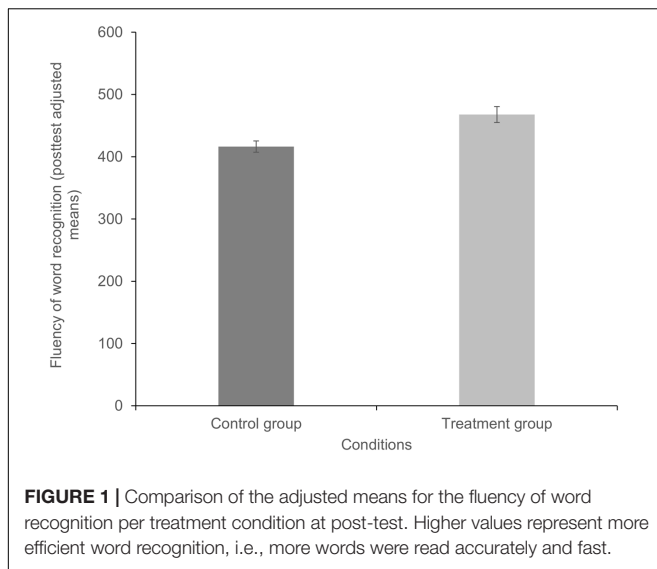 600
500
400
300
200
100
0
Fluency of word recognition (posttest adjusted
means)
Control group
Treatment group
Conditions
FIGURE 1 | Comparison of the adjusted means for the fluency of word
recognition per treatment condition at post-test. Higher values represent more
efficient word recognition, i.e., more words were read accurately and fast.